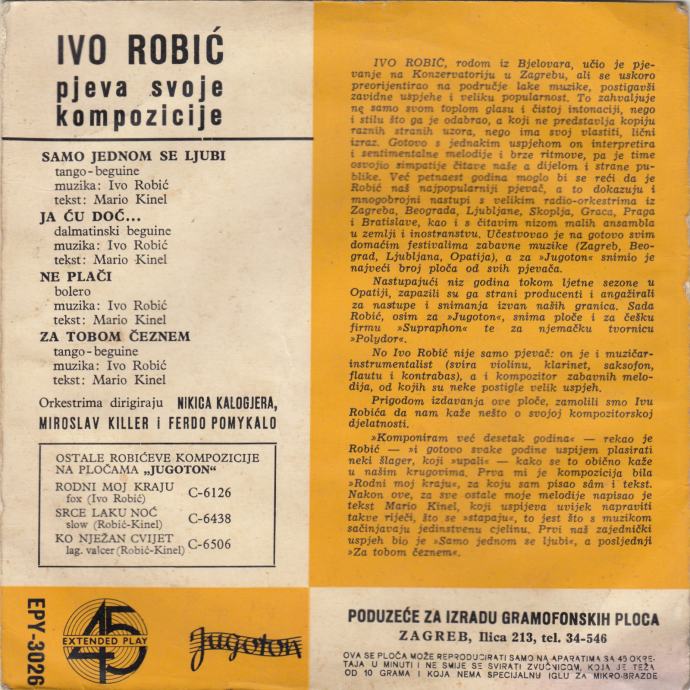 IVO ROBIĆ
pjeva svoje
kompozicije
SAMO JEDNOM SE LJUBI
tango-beguine
muzika: Ivo Robić
tekst: Mario Kinel
JA ĆU DOĆ...
dalmatinski beguine
muzika: Ivo Robić
tekst: Mario Kinel
NE PLAČI
bolero
muzika: Ivo Robić
tekst: Mario Kinel
ZA TOBOM ČEZNEM
tango-beguine
muzika: Ivo Robić
tekst: Mario Kinel
Orkestrima dirigiraju NIKICA KALOGJERA,
MIROSLAV KILLER i FERDO POMYKALO
OSTALE ROBIĆEVE KOMPOZICIJE
NA PLOČAMA „JUGOTON"
RODNI MOJ KRAJU
fox (Ivo Robić) C-6126
SRCE LAKU NOĆ
slow (Robić-Kinel) C-6438
KO NJEŽAN CVIJET
lag. valcer (Robić-Kinel) C-6506
EPY-3026
45
EXTENDED PLAY
Jugoton
IVO ROBIĆ, rodom iz Bjelovara, učio je pje-
vanje na Konzervatoriju u Zagrebu, ali se uskoro
preorijentirao na područje lake muzike, postigavši
zavidne uspjehe i veliku popularnost. To zahvaljuje
ne samo svom toplom glasu i čistoj intonaciji, nego
i stilu što ga je odabrao, a koji ne predstavlja kopiju
raznih stranih uzora, nego ima svoj vlastiti, lični
izraz. Gotovo s jednakim uspjehom on interpretira
i sentimentalne melodije i brze ritmove, pa je time
osvojio simpatije čitave naše a dijelom i strane pu-
blike. Već petnaest godina moglo bi se reći da je
Robić naš najpopularniji pjevač, a to dokazuju i
mnogobrojni nastupi s velikim radio-orkestrima iz
Zagreba, Beograda, Ljubljane, Skoplja, Graca, Praga
i Bratislave, kao i s čitavim nizom malih ansambla
u zemlji i inostranstvu. Učestvovao je na gotovo svim
domaćim festivalima zabavne muzike (Zagreb, Beo-
grad, Ljubljana, Opatija), a za »Jugoton« snimio je
najveći broj ploča od svih pjevača.
Nastupajući niz godina tokom ljetne sezone u
Opatiji, zapazili su ga strani producenti i angažirali
za nastupe i snimanja izvan naših granica. Sada
Robić, osim za »Jugoton«, snima ploče i za češku
firmu »Supraphon« te za njemačku tvornicu
»Polydor«.
No Ivo Robić nije samo pjevač: on je i muzičar-
instrumentalist (svira violinu, klarinet, saksofon,
flautu i kontrabas), a i kompozitor zabavnih melo-
dija, od kojih su neke postigle velik uspjeh.
Prigodom izdavanja ove ploče, zamolili smo Ivu
Robića da nam kaže nešto o svojoj kompozitorskoj
djelatnosti.
»Komponiram već desetak godina« — rekao je
Robić — »i gotovo svake godine uspijem plasirati
neki šlager, koji »upali« — kako se to obično kaže
u našim krugovima. Prva mi je kompozicija bila
»Rodni moj kraju«, za koju sam pisao sâm i tekst.
Nakon ove, za sve ostale moje melodije napisao je
tekst Mario Kinel, koji uspijeva uvijek napraviti
takve riječi, što se »stapaju«, to jest što s muzikom
sačinjavaju jedinstvenu cjelinu. Prvi naš zajednički
uspjeh bio je »Samo jednom se ljubi«, a posljednji
»Za tobom čeznem«.
PODUZEĆE ZA IZRADU GRAMOFONSKIH PLOCA
ZAGREB, Ilica 213, tel. 34-546
OVA SE PLOČA MOŽE REPRODUCIRATI SAMO NA APARATIMA SA 45 OKRE-
TAJA U MINUTI I NE SMIJE SE SVIRATI ZVUČNICOM, KOJA JE TEŽA
OD 10 GRAMA I KOJA NEMA SPECIJALNU IGLU ZA MIKRO-BRAZDE